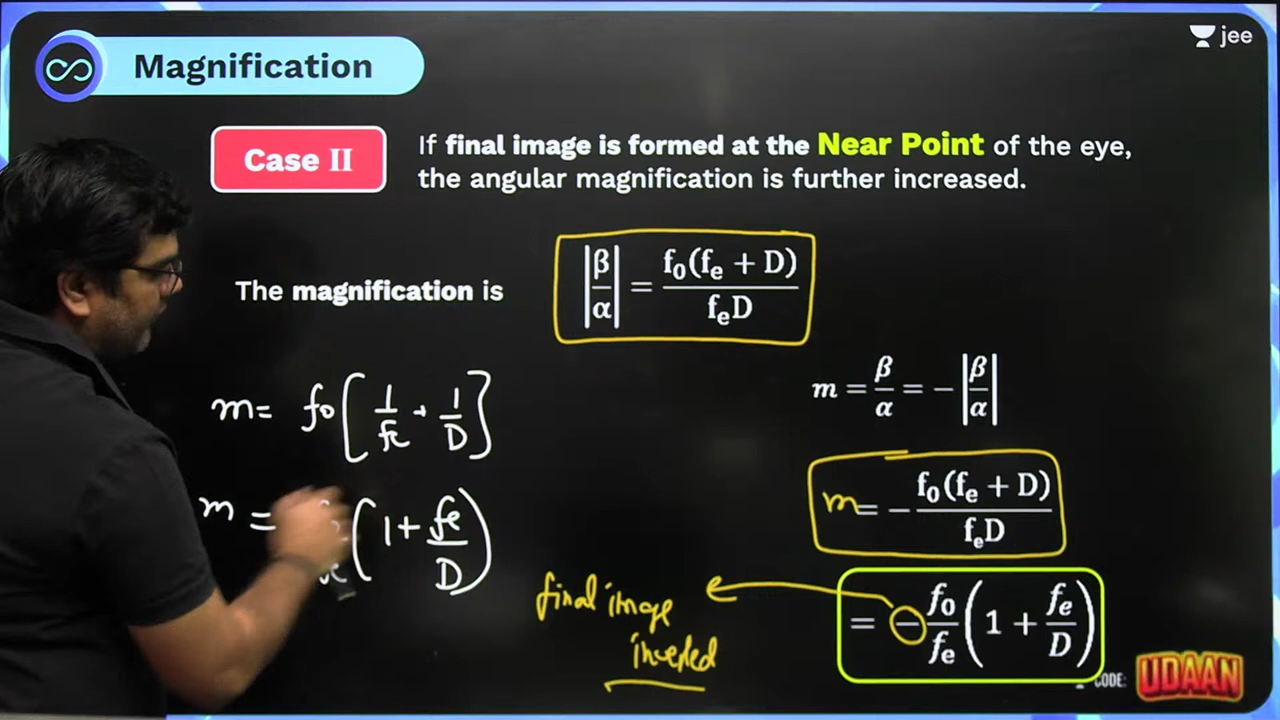 jee
Magnification
Case II
If final image is formed at the Near Point of the eye,
the angular magnification is further increased.
The magnification is
|β/α| = f₀(fₑ + D)/fₑD
m = β/α = −|β/α|
m = fo[1/fe + 1/D]
m = −f₀(fₑ + D)/fₑD
m = (1 + fe/D)
final image
inverted
= −f₀/fₑ(1 + fₑ/D)
CODE:
UDAAN